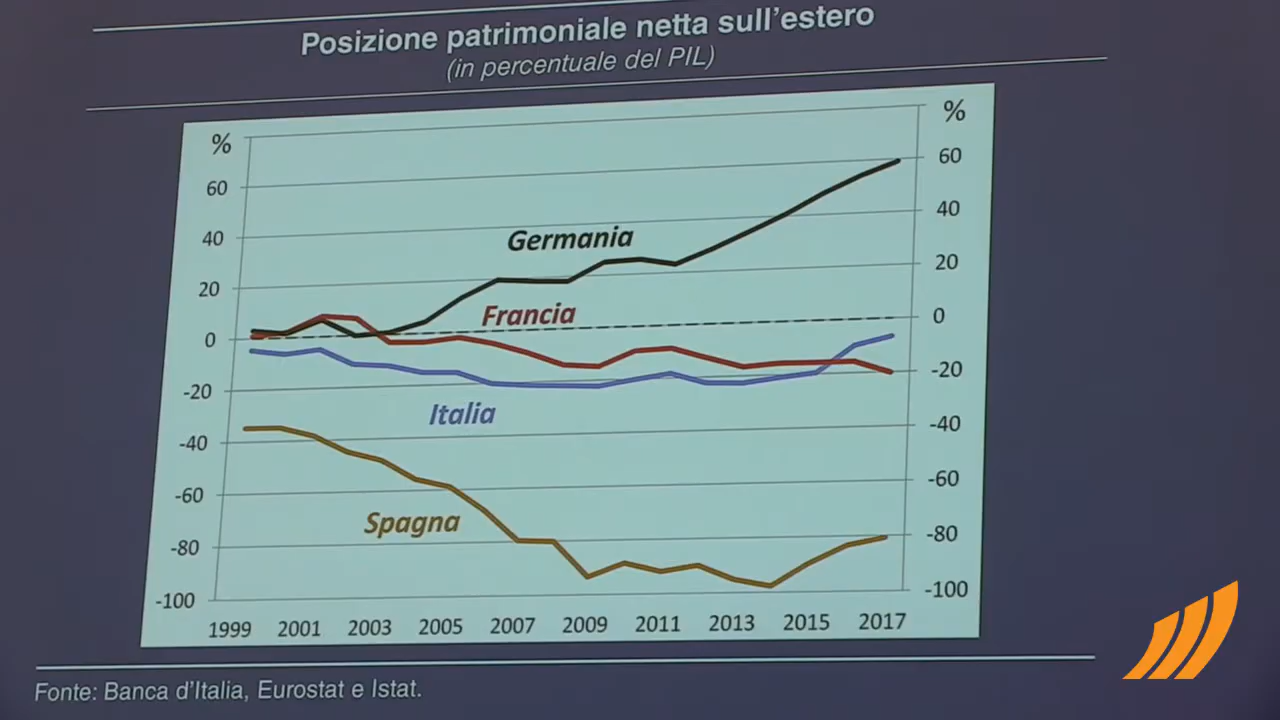 Posizione patrimoniale netta sull'estero
(in percentuale del PIL)
% %
60 60
40 40
20 20
0 0
-20 -20
-40 -40
-60 -60
-80 -80
-100 -100
Germania
Francia
Italia
Spagna
1999 2001 2003 2005 2007 2009 2011 2013 2015 2017
Fonte: Banca d'Italia, Eurostat e Istat.